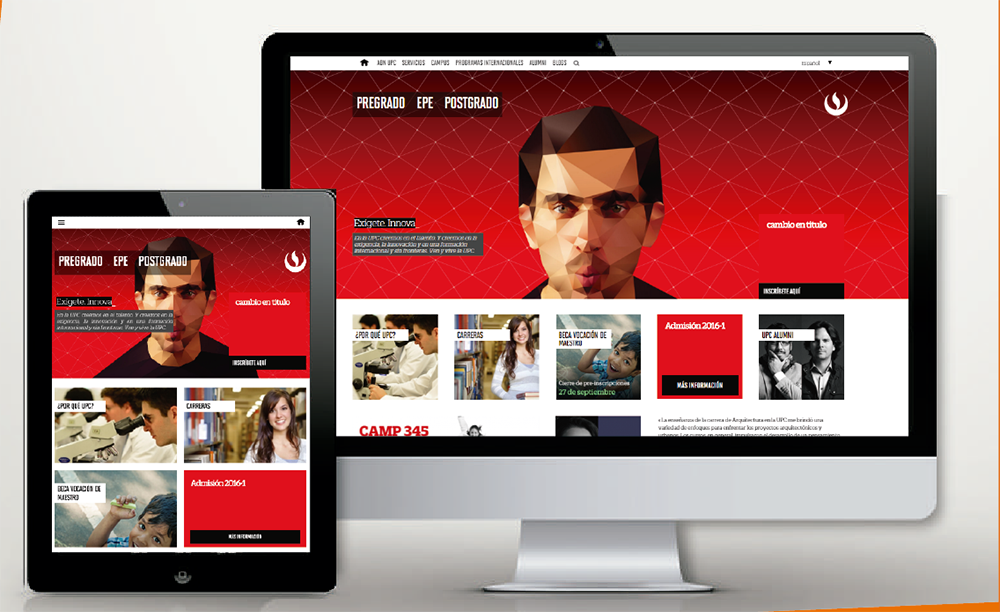 ADN UPC SERVICIOS CAMPUS PROGRAMAS INTERNACIONALES ALUMNI BLOGS
Español
PREGRADO EPE POSTGRADO
Exígete, Innova_
En la UPC creemos en el talento. Y creemos en la
exigencia, la innovación y en una formación
internacional y sin fronteras. Ven y vive la UPC.
cambio en titulo
INSCRÍBETE AQUÍ
¿POR QUÉ UPC?
CARRERAS
BECA VOCACIÓN DE
MAESTRO
Cierre de pre-inscripciones
27 de septiembre
Admisión 2016-1
MÁS INFORMACIÓN
UPC ALUMNI
CAMP 345
La enseñanza de la carrera de Arquitectura en la UPC me brindó una
variedad de enfoques para enfrentar los proyectos arquitectónicos y
PREGRADO EPE POSTGRADO
Exígete, Innova_
En la UPC creemos en el talento. Y creemos en la
exigencia, la innovación y en una formación
internacional y sin fronteras. Ven y vive la UPC.
cambio en titulo
INSCRÍBETE AQUÍ
¿POR QUÉ UPC?
CARRERAS
BECA VOCACIÓN DE
MAESTRO
Admisión 2016-1
MÁS INFORMACIÓN